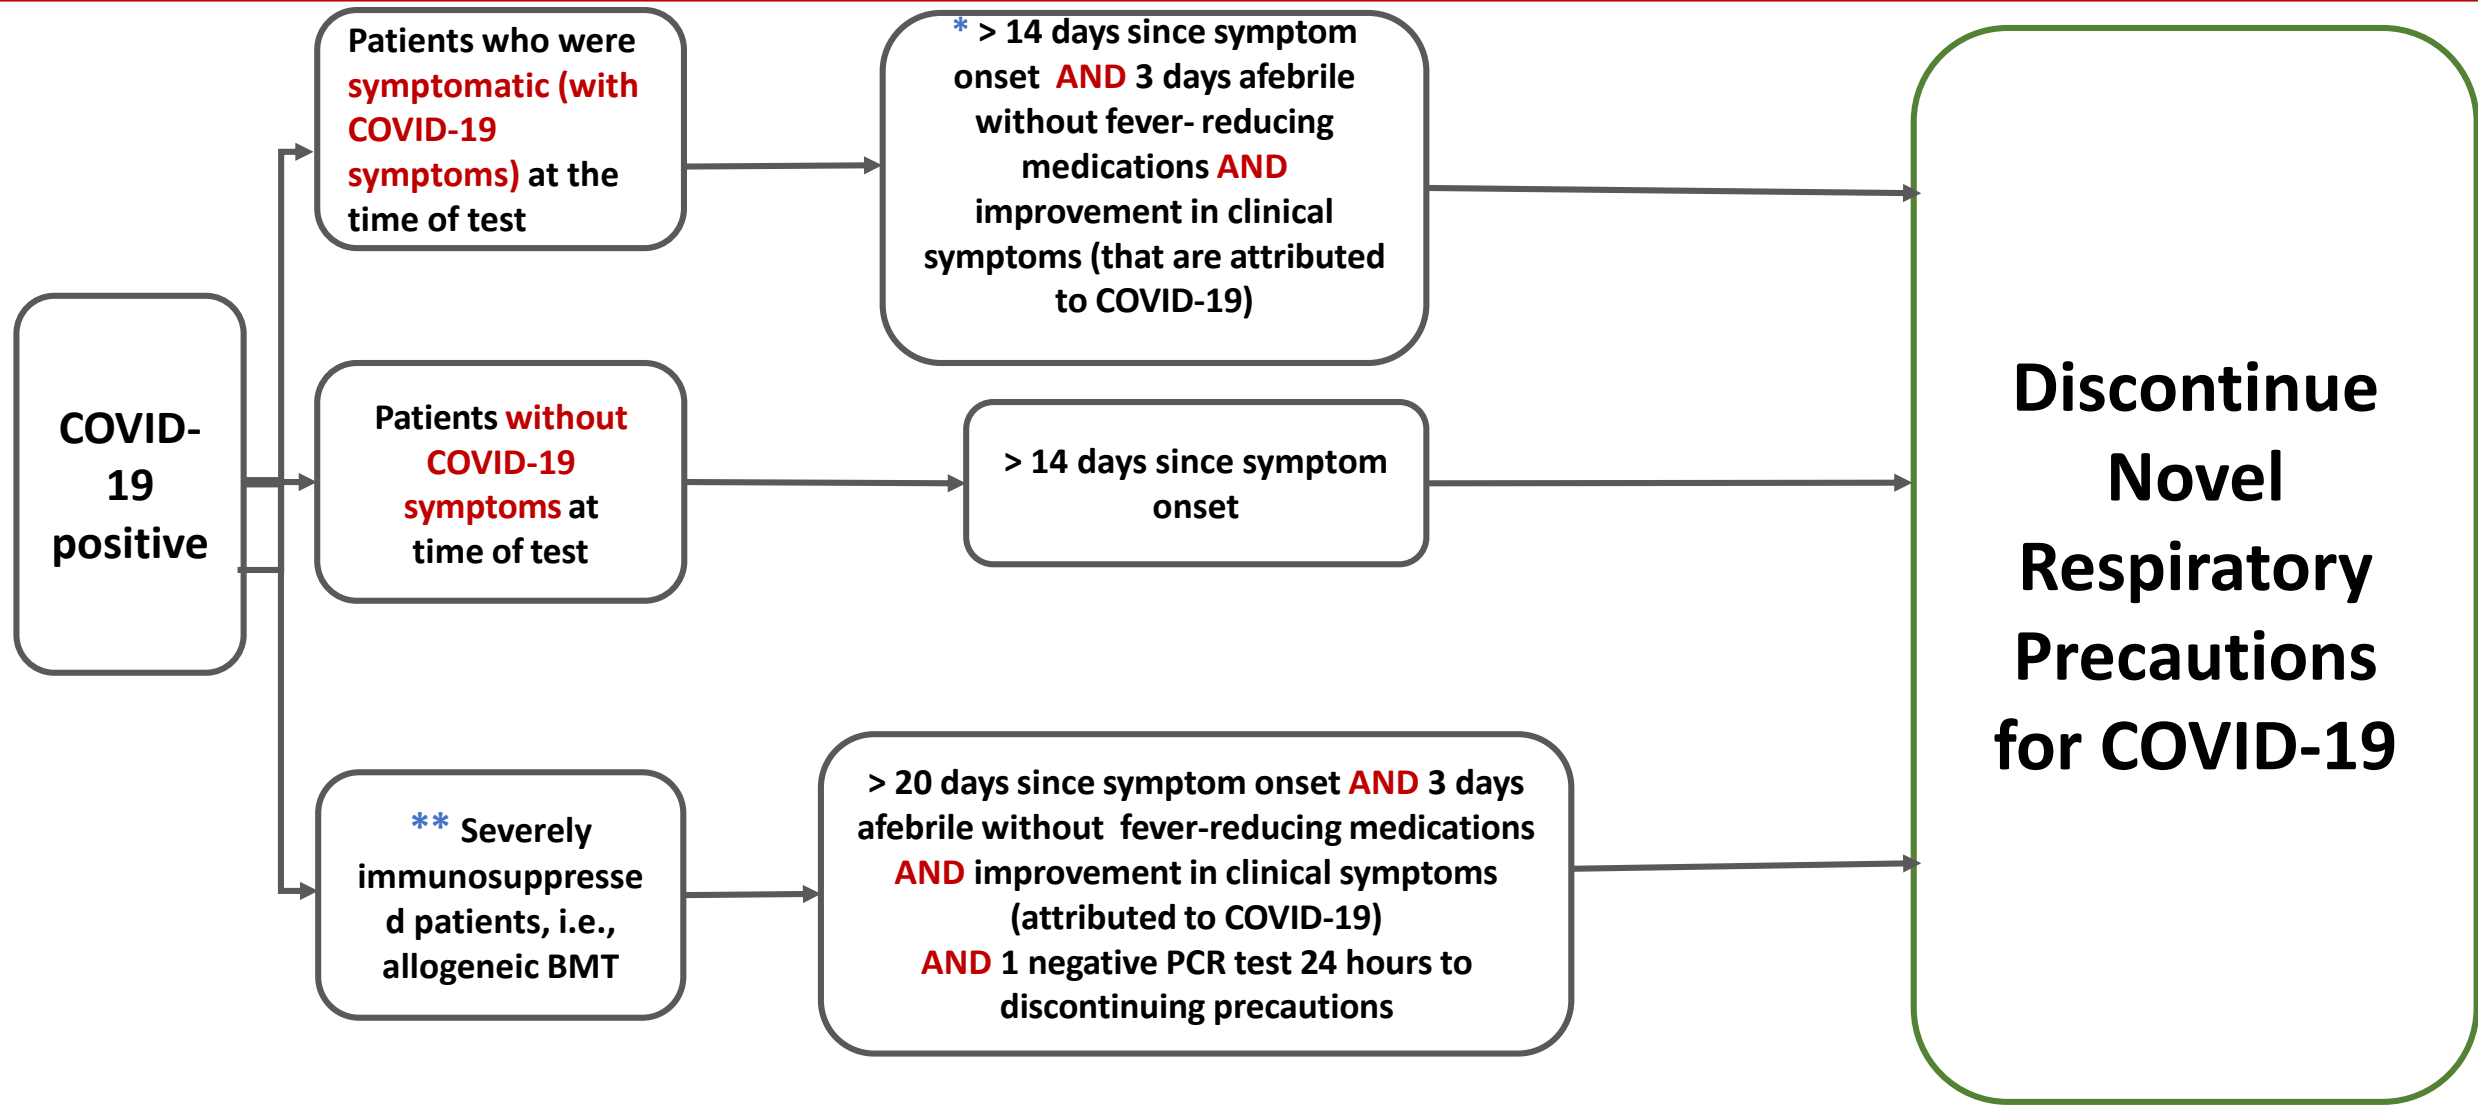 Patients who were
symptomatic (with
COVID-19
symptoms) at the
time of test
* > 14 days since symptom
onset AND 3 days afebrile
without fever- reducing
medications AND
improvement in clinical
symptoms (that are attributed
to COVID-19)
COVID-
19
positive
Patients without
COVID-19
symptoms at
time of test
> 14 days since symptom
onset
** Severely
immunosuppresse
d patients, i.e.,
allogeneic BMT
> 20 days since symptom onset AND 3 days
afebrile without fever-reducing medications
AND improvement in clinical symptoms
(attributed to COVID-19)
AND 1 negative PCR test 24 hours to
discontinuing precautions
Discontinue
Novel
Respiratory
Precautions
for COVID-19